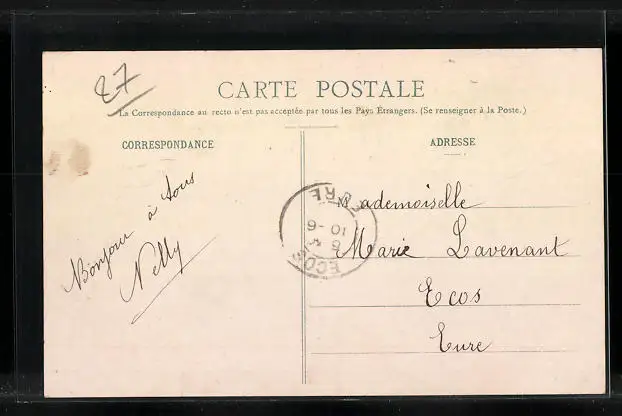 27
CARTE POSTALE
La Correspondance au recto n'est pas acceptée par tous les Pays Étrangers. (Se renseigner à la Poste.)
CORRESPONDANCE
ADRESSE
Bonjour à tous
Nelly
Mademoiselle
Marie Lavenant
Ecos
Eure
ECOS